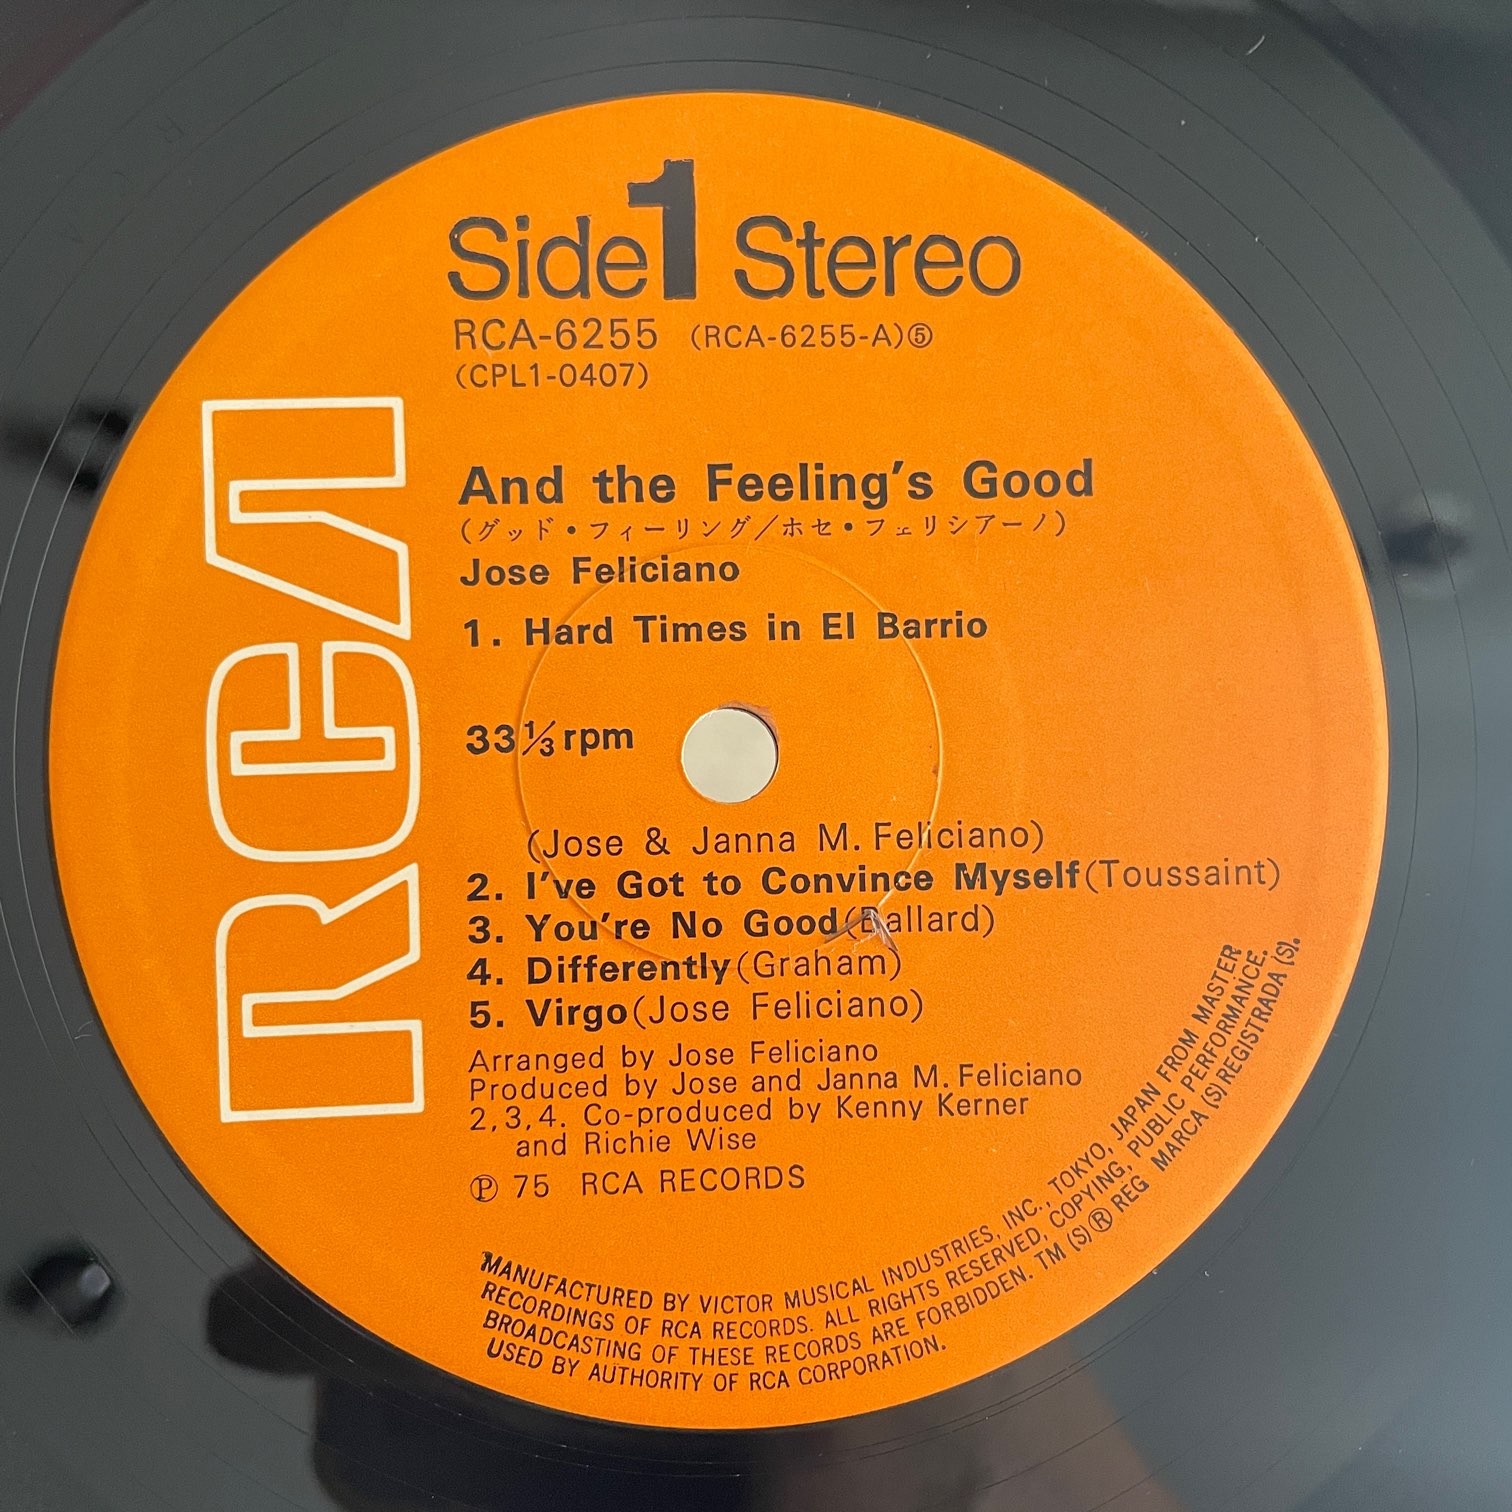 Side 1 Stereo
RCA-6255 (RCA-6255-A)⑤
(CPL1-0407)
RCA
And the Feeling's Good
(グッド・フィーリング/ホセ・フェリシアーノ)
Jose Feliciano
1. Hard Times in El Barrio
33⅓rpm
(Jose & Janna M. Feliciano)
2. I've Got to Convince Myself(Toussaint)
3. You're No Good(Ballard)
4. Differently(Graham)
5. Virgo(Jose Feliciano)
Arranged by Jose Feliciano
Produced by Jose and Janna M. Feliciano
2,3,4. Co-produced by Kenny Kerner
and Richie Wise
Ⓟ 75 RCA RECORDS
MANUFACTURED BY VICTOR MUSICAL INDUSTRIES, INC., TOKYO, JAPAN FROM MASTER
RECORDINGS OF RCA RECORDS. ALL RIGHTS RESERVED, COPYING, PUBLIC PERFORMANCE.
BROADCASTING OF THESE RECORDS ARE FORBIDDEN. TM (S) ® REG MARCA (S) REGISTRADA (S).
USED BY AUTHORITY OF RCA CORPORATION.